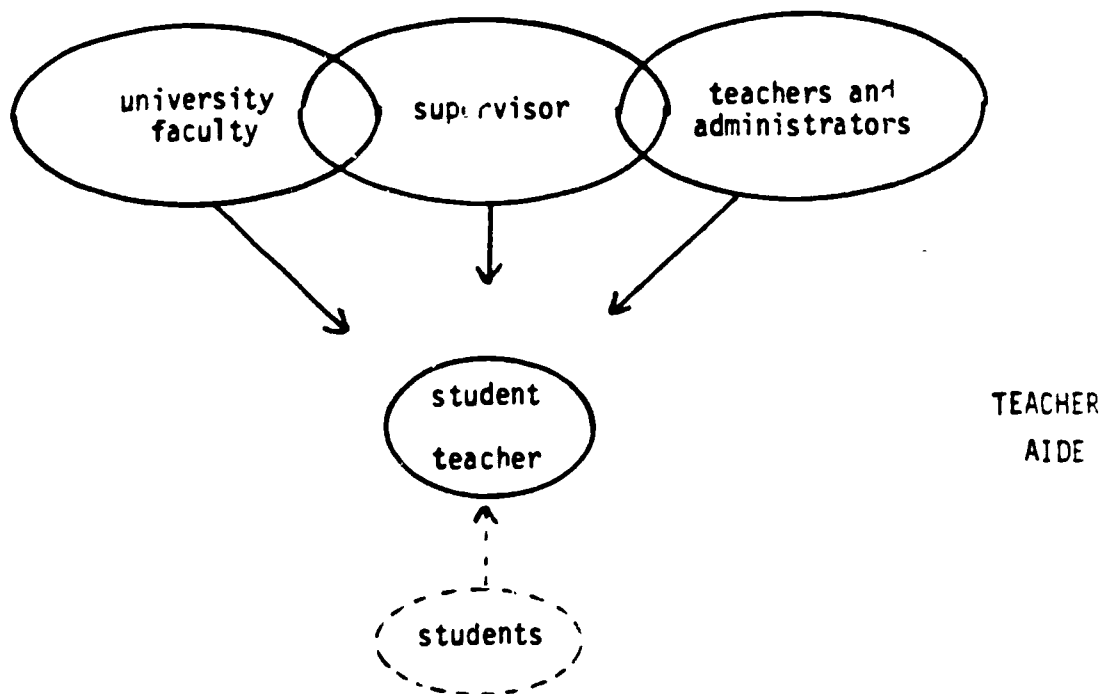 university
faculty
supervisor
teachers and
administrators
student
teacher
TEACHER
AIDE
students